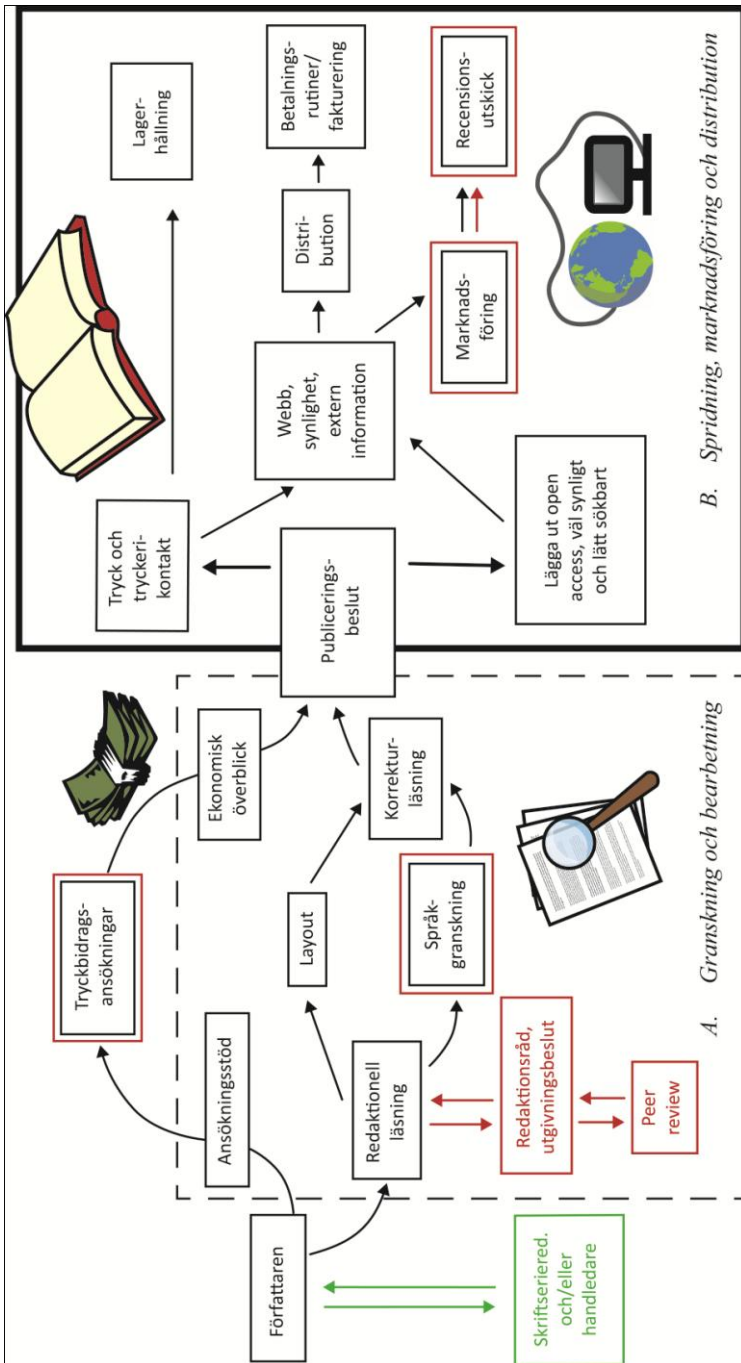 Författaren
Skriftseriered.
och/eller
handledare
Ansökningsstöd
Redaktionell
läsning
Redaktionsråd,
utgivningsbeslut
Peer
review
Tryckbidrags-
ansökningar
Layout
Språk-
granskning
Ekonomisk
överblick
Korrektur-
läsning
A. Granskning och bearbetning
Publicerings-
beslut
Tryck och
tryckeri-
kontakt
Lägga ut open
access, väl synligt
och lätt sökbart
Webb,
synlighet,
extern
information
Distri-
bution
Marknads-
föring
Lager-
hållning
Betalnings-
rutiner/
fakturering
Recensions-
utskick
B. Spridning, marknadsföring och distribution